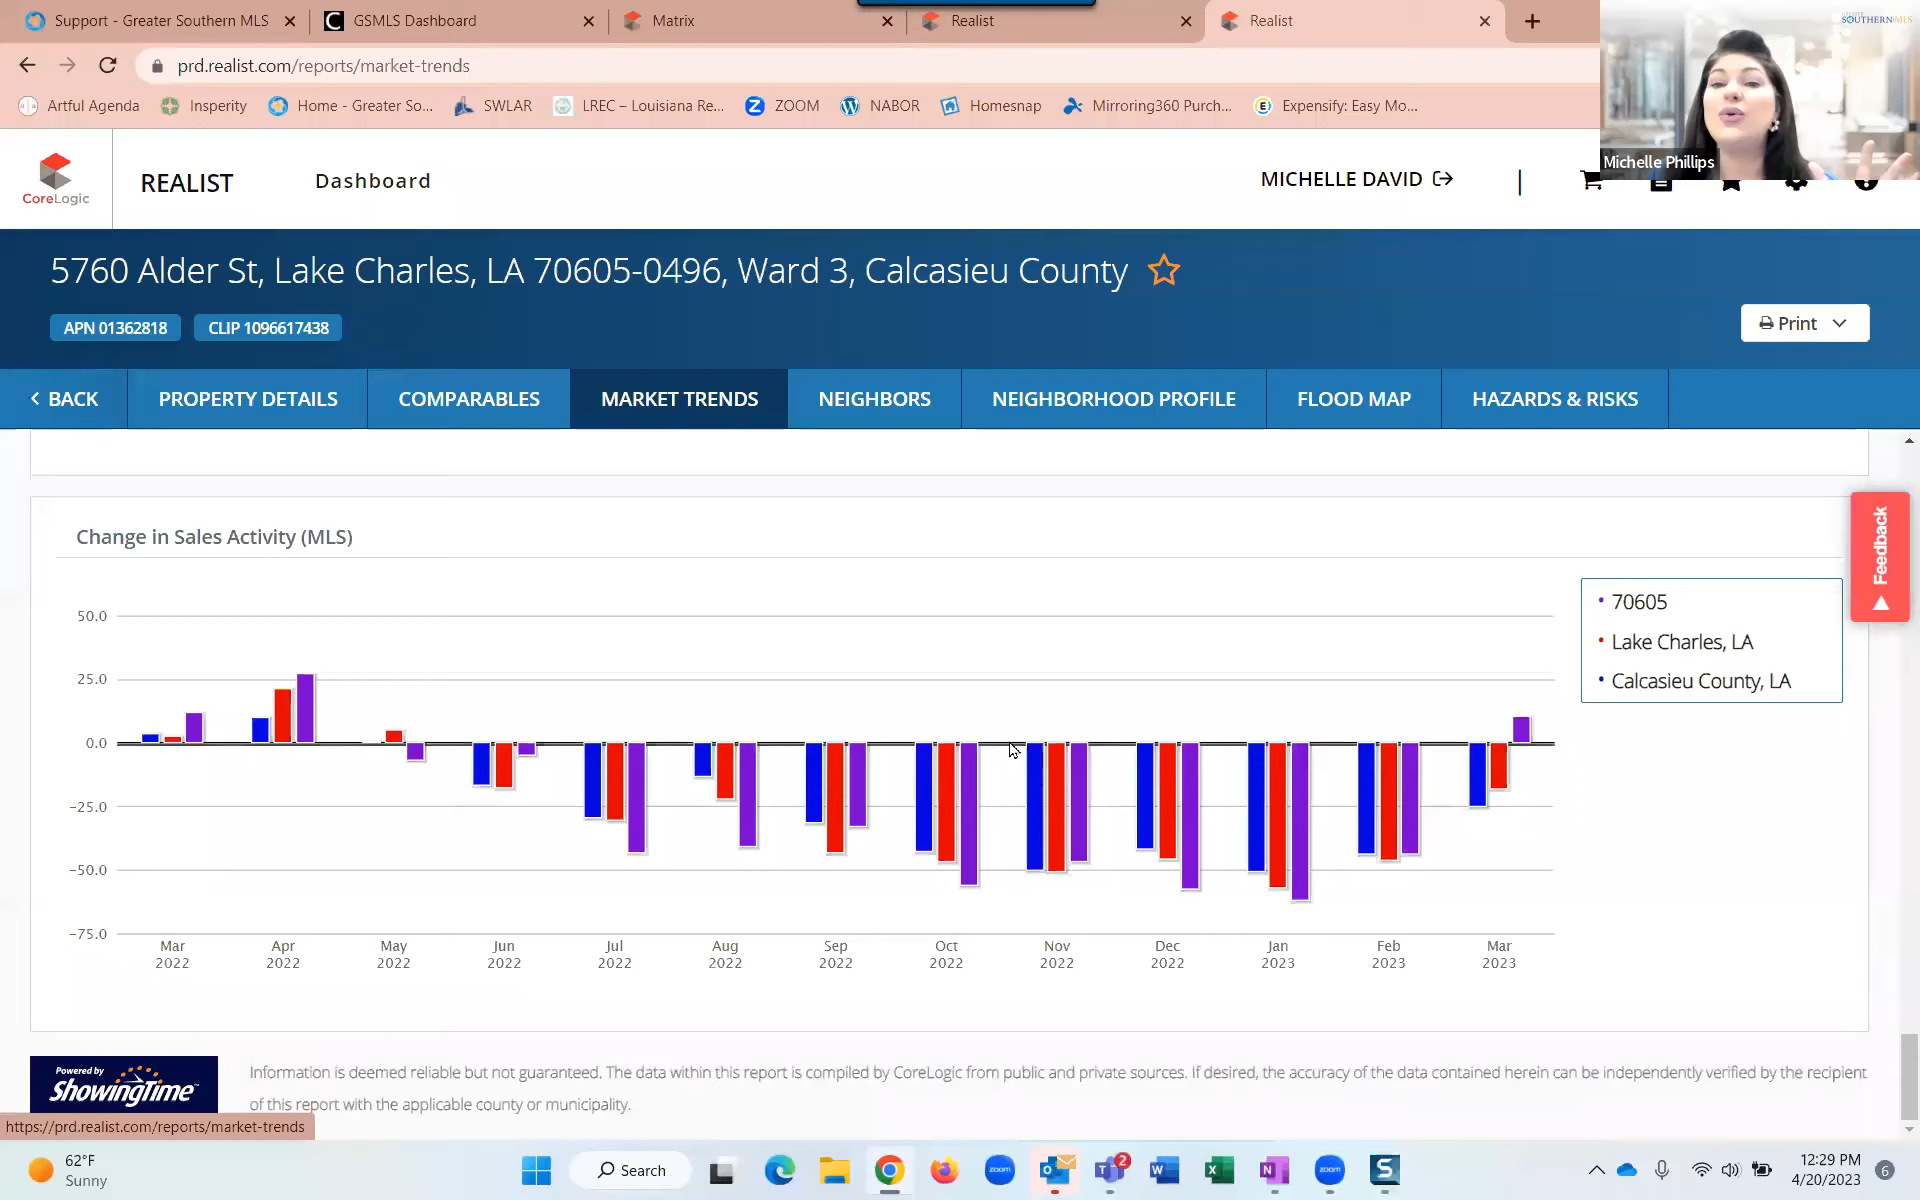 Support - Greater Southern MLS
GSMLS Dashboard
Matrix
Realist
Realist
SOUTHERN MLS
prd.realist.com/reports/market-trends
Artful Agenda
Insperity
Home - Greater So...
SWLAR
LREC – Louisiana Re...
ZOOM
NABOR
Homesnap
Mirroring360 Purch...
Expensify: Easy Mo...
Michelle Phillips
CoreLogic
REALIST
Dashboard
MICHELLE DAVID
5760 Alder St, Lake Charles, LA 70605-0496, Ward 3, Calcasieu County
APN 01362818
CLIP 1096617438
Print
BACK
PROPERTY DETAILS
COMPARABLES
MARKET TRENDS
NEIGHBORS
NEIGHBORHOOD PROFILE
FLOOD MAP
HAZARDS & RISKS
Feedback
Change in Sales Activity (MLS)
70605
Lake Charles, LA
Calcasieu County, LA
50.0
25.0
0.0
-25.0
-50.0
-75.0
Mar 2022
Apr 2022
May 2022
Jun 2022
Jul 2022
Aug 2022
Sep 2022
Oct 2022
Nov 2022
Dec 2022
Jan 2023
Feb 2023
Mar 2023
Powered by
ShowingTime
Information is deemed reliable but not guaranteed. The data within this report is compiled by CoreLogic from public and private sources. If desired, the accuracy of the data contained herein can be independently verified by the recipient
of this report with the applicable county or municipality.
https://prd.realist.com/reports/market-trends
62°F
Sunny
Search
zoom
2
zoom
12:29 PM
4/20/2023
6